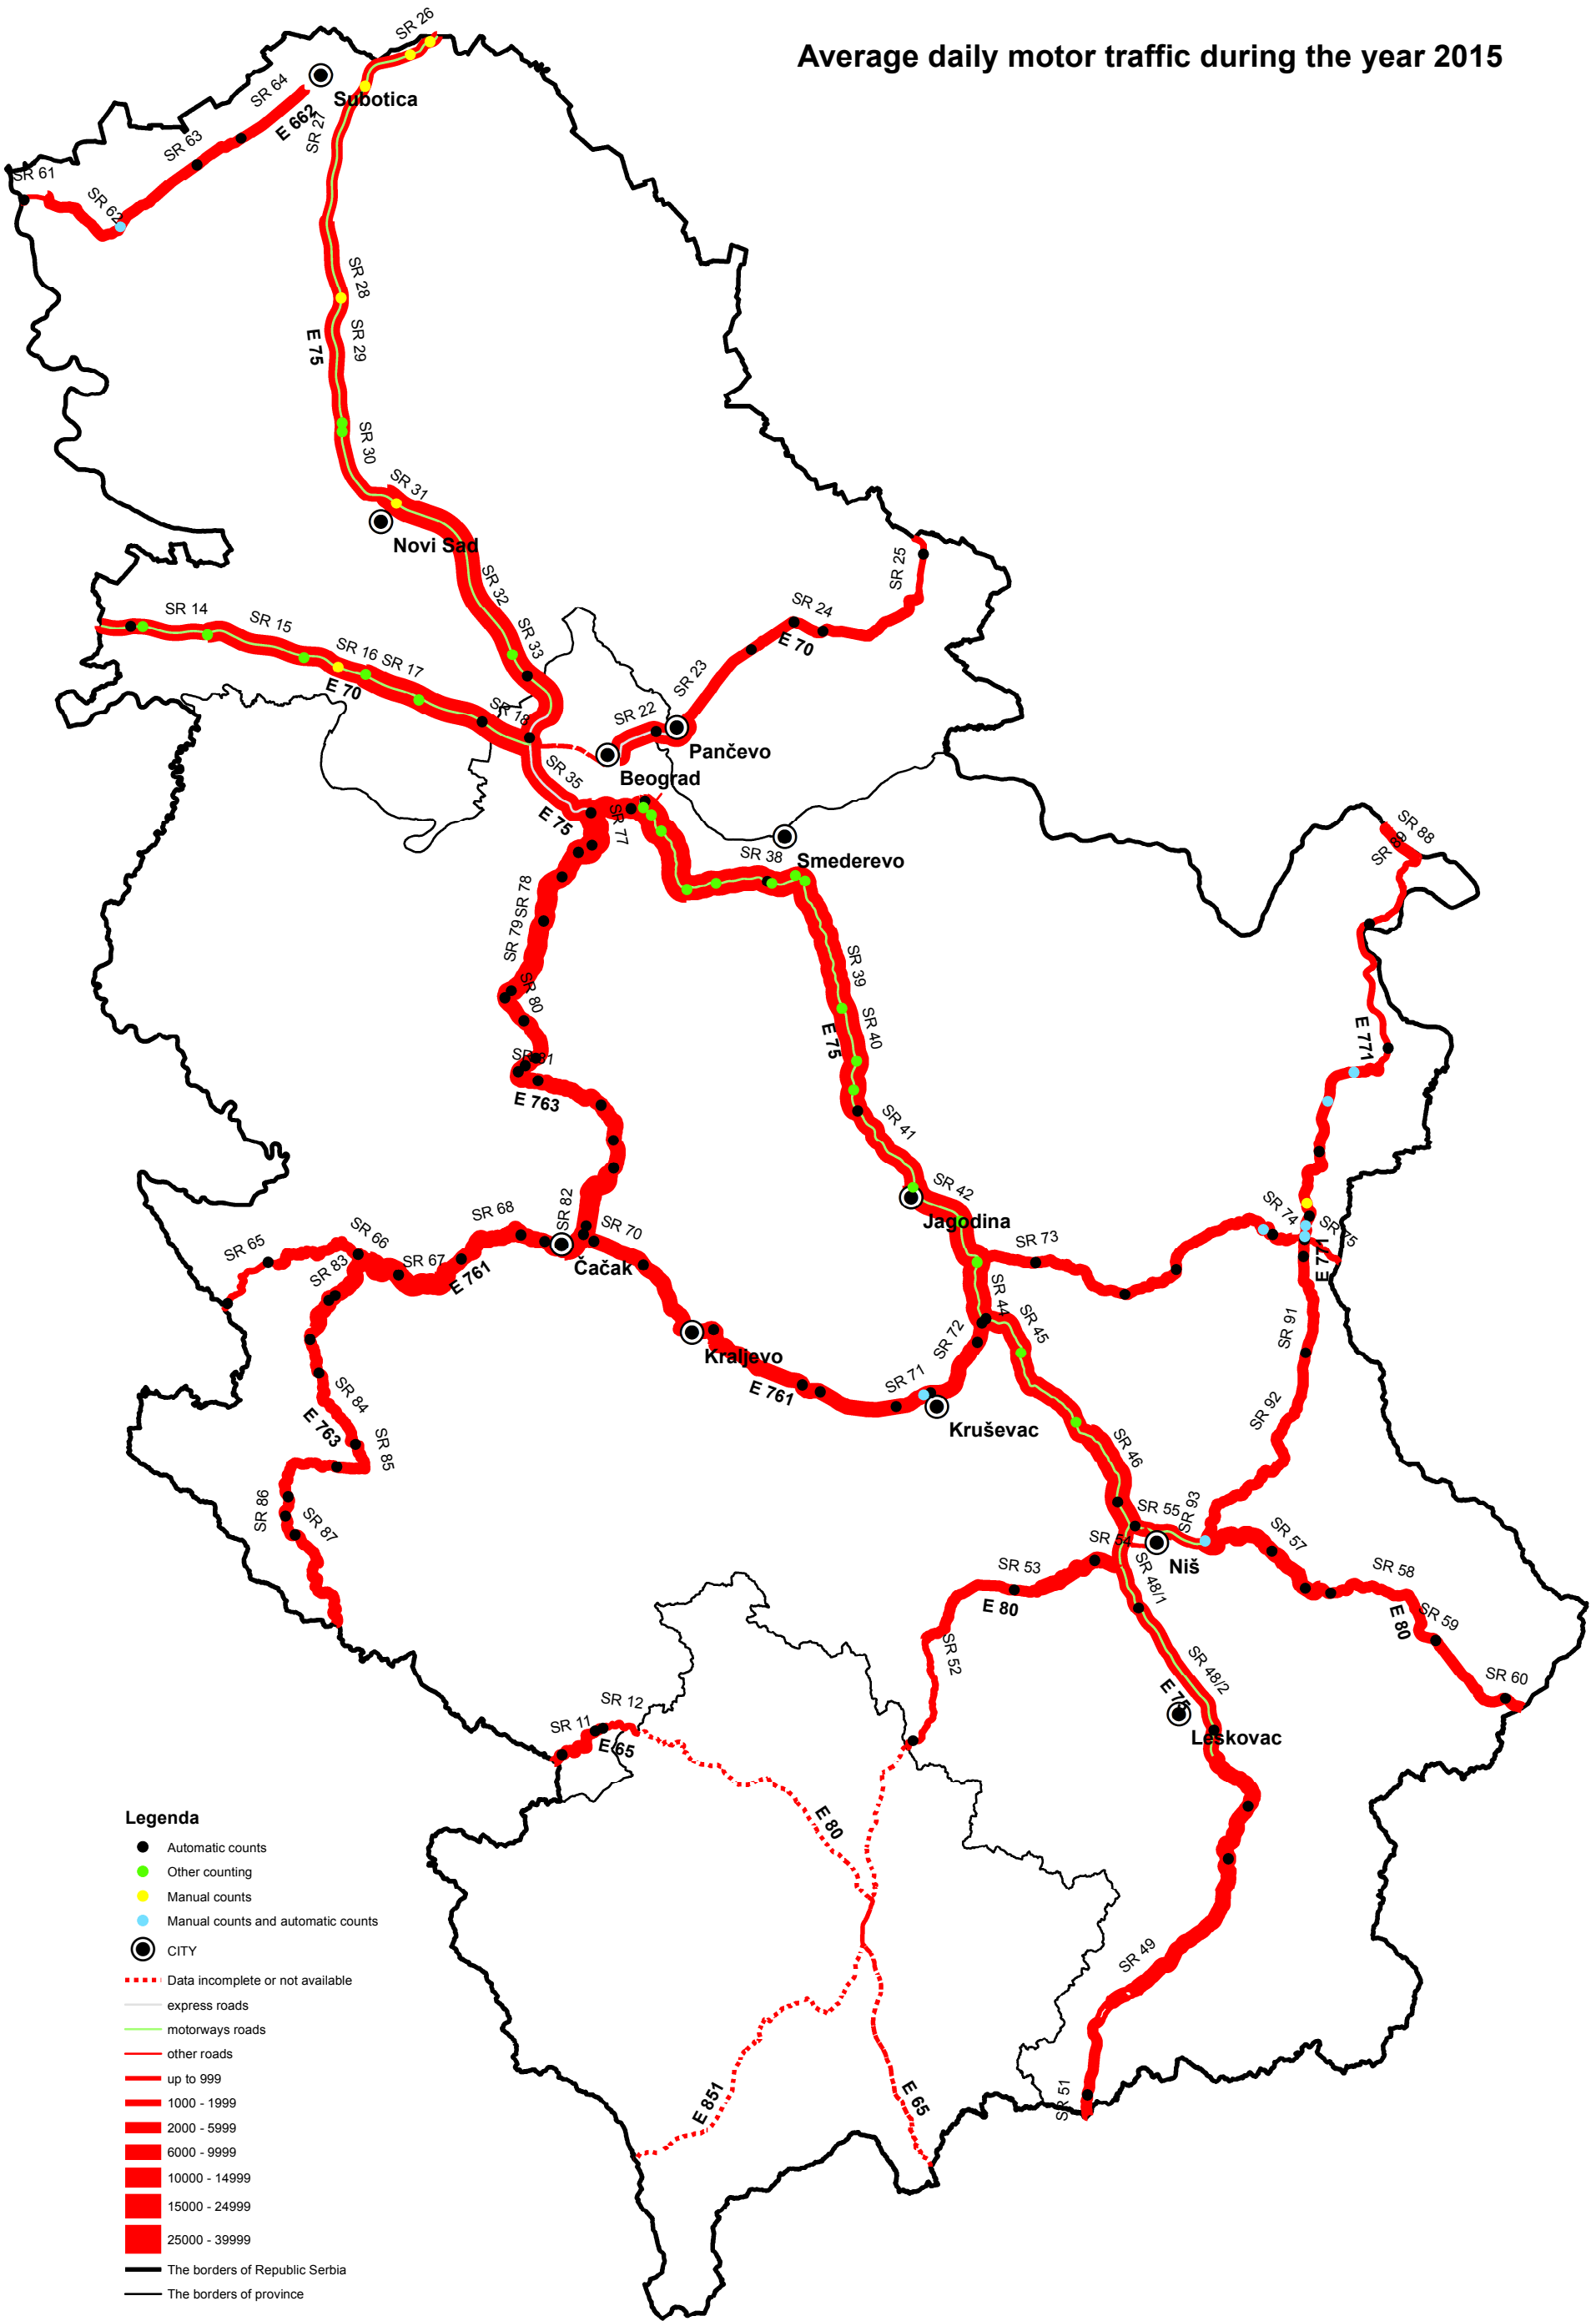 Average daily motor traffic during the year 2015
SR 26
SR 64
Subotica
E 662
SR 27
SR 63
SR 61
SR 62
SR 28
SR 29
E 75
SR 30
SR 31
Novi Sad
SR 32
SR 33
SR 25
SR 24
E 70
SR 14
SR 15
SR 16
SR 17
E 70
SR 18
SR 23
SR 22
Pančevo
Beograd
SR 35
E 75
SR 77
SR 38
Smederevo
SR 88
SR 89
SR 78
SR 79
SR 80
SR 39
SR 40
E 75
E 771
SR 81
E 763
SR 41
SR 42
Jagodina
SR 82
SR 68
SR 70
SR 66
SR 65
SR 67
SR 83
E 761
Čačak
SR 73
SR 74
SR 75
E 771
SR 44
SR 45
SR 72
Kraljevo
SR 91
SR 71
E 761
Kruševac
SR 84
E 763
SR 85
SR 92
SR 46
SR 86
SR 87
SR 55
SR 93
SR 54
Niš
SR 57
SR 53
E 80
SR 48/1
SR 58
E 80
SR 59
SR 52
SR 48/2
E 75
SR 60
Leskovac
SR 12
SR 11
E 65
E 80
SR 49
E 851
E 65
SR 51
Legenda
Automatic counts
Other counting
Manual counts
Manual counts and automatic counts
CITY
Data incomplete or not available
express roads
motorways roads
other roads
up to 999
1000 - 1999
2000 - 5999
6000 - 9999
10000 - 14999
15000 - 24999
25000 - 39999
The borders of Republic Serbia
The borders of province